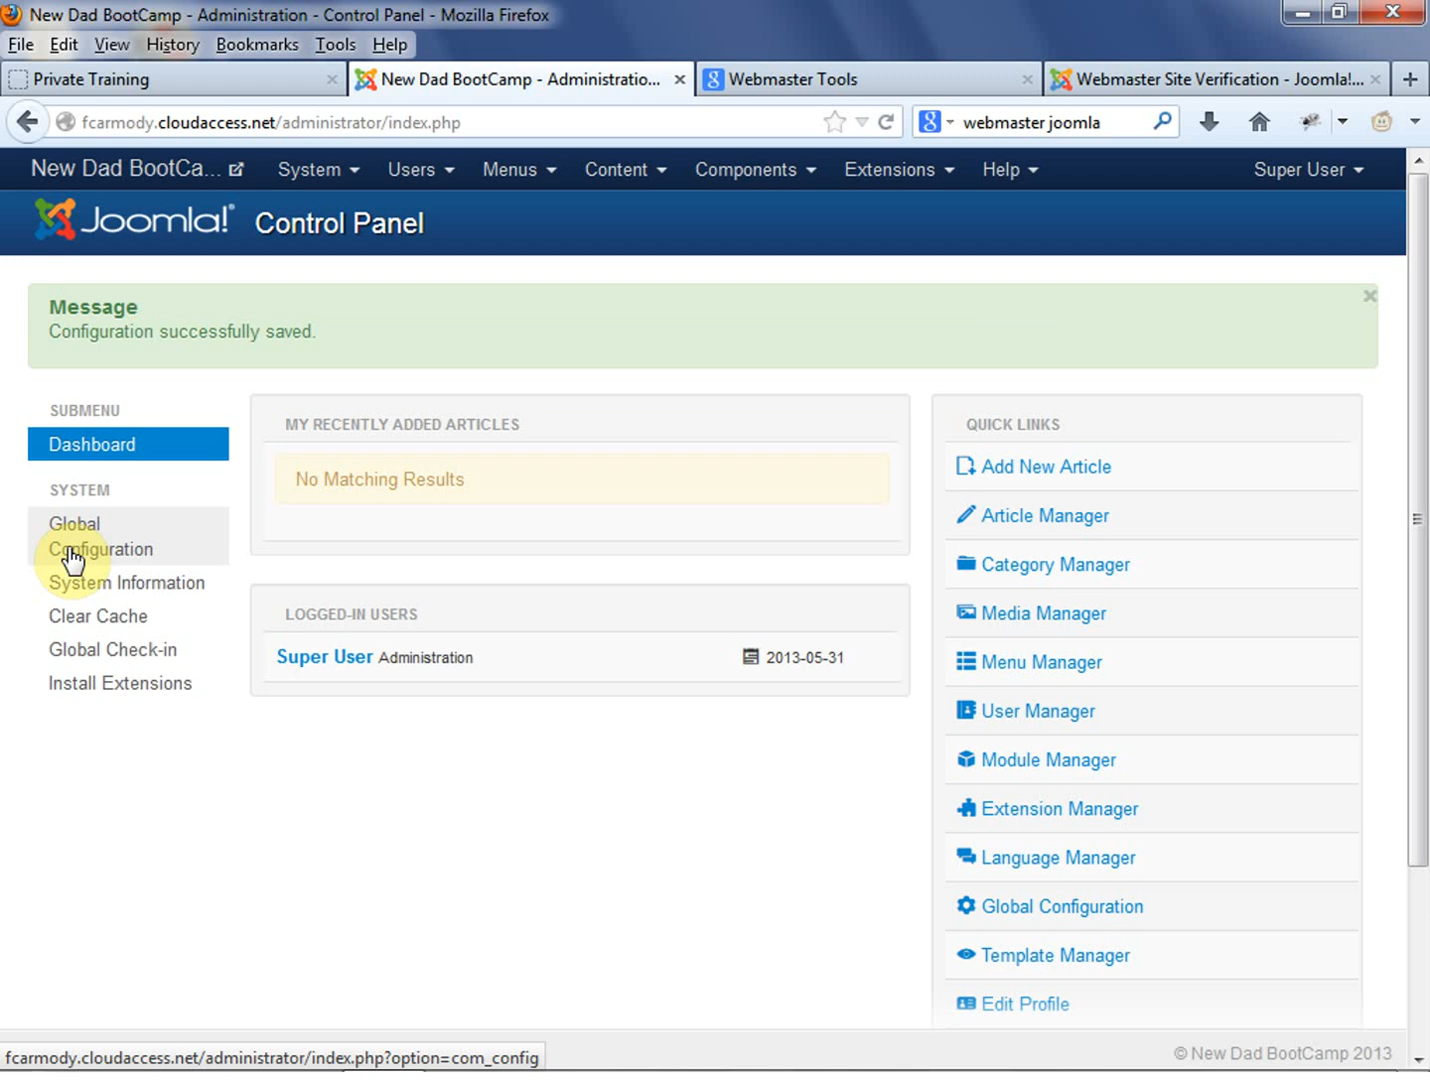 New Dad BootCamp - Administration - Control Panel - Mozilla Firefox
File Edit View History Bookmarks Tools Help
Private Training
New Dad BootCamp - Administratio...
Webmaster Tools
Webmaster Site Verification - Joomla!...
fcarmody.cloudaccess.net/administrator/index.php
webmaster joomla
New Dad BootCa... System Users Menus Content Components Extensions Help Super User
Joomla!® Control Panel
Message
Configuration successfully saved.
SUBMENU
Dashboard
SYSTEM
Global
Configuration
System Information
Clear Cache
Global Check-in
Install Extensions
MY RECENTLY ADDED ARTICLES
No Matching Results
LOGGED-IN USERS
Super User Administration 2013-05-31
QUICK LINKS
Add New Article
Article Manager
Category Manager
Media Manager
Menu Manager
User Manager
Module Manager
Extension Manager
Language Manager
Global Configuration
Template Manager
Edit Profile
fcarmody.cloudaccess.net/administrator/index.php?option=com_config
© New Dad BootCamp 2013